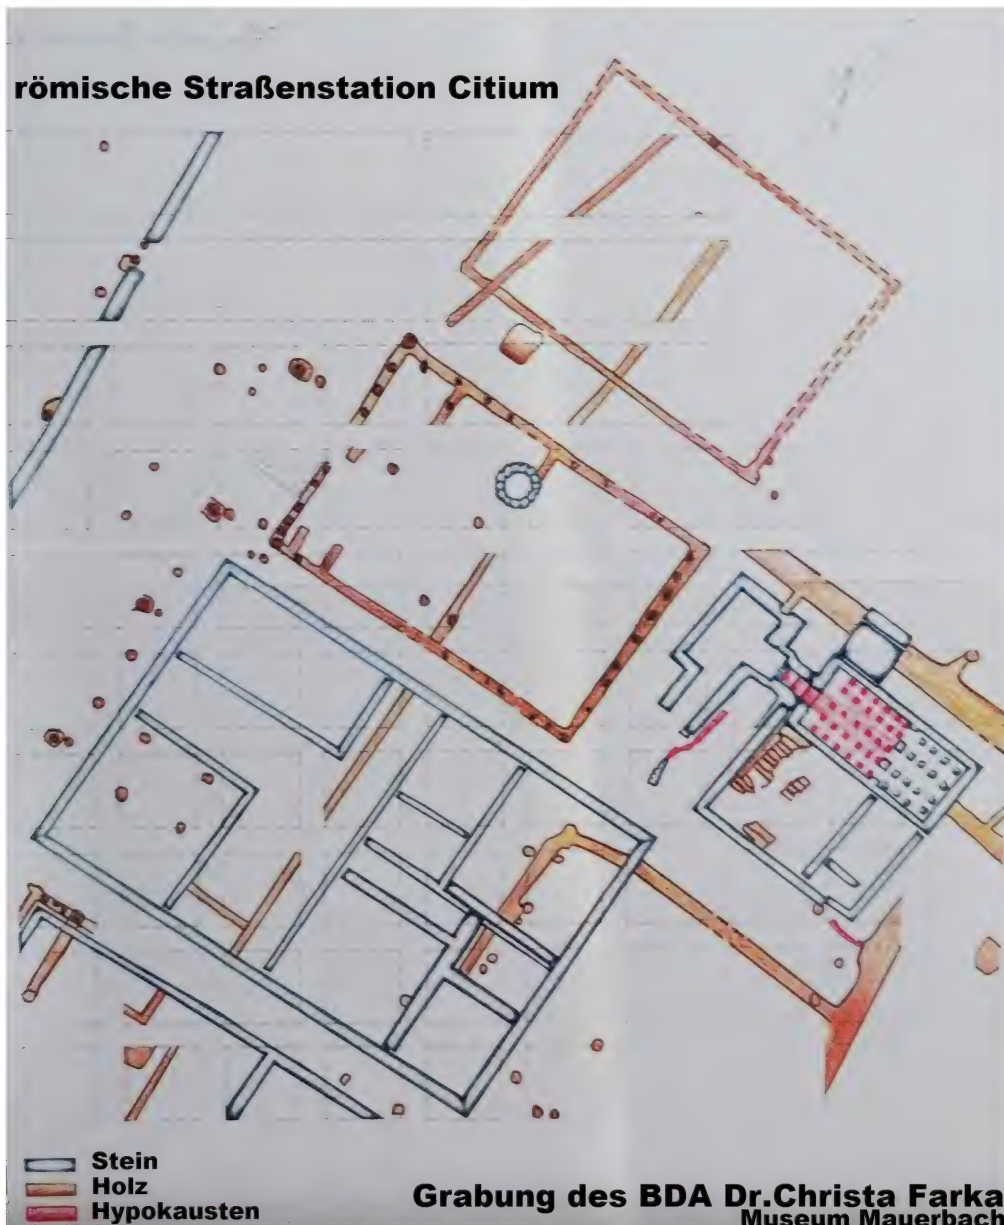 römische Straßenstation Citium
Stein
Holz
Hypokausten
Grabung des BDA Dr.Christa Farka
Museum Mauerbach